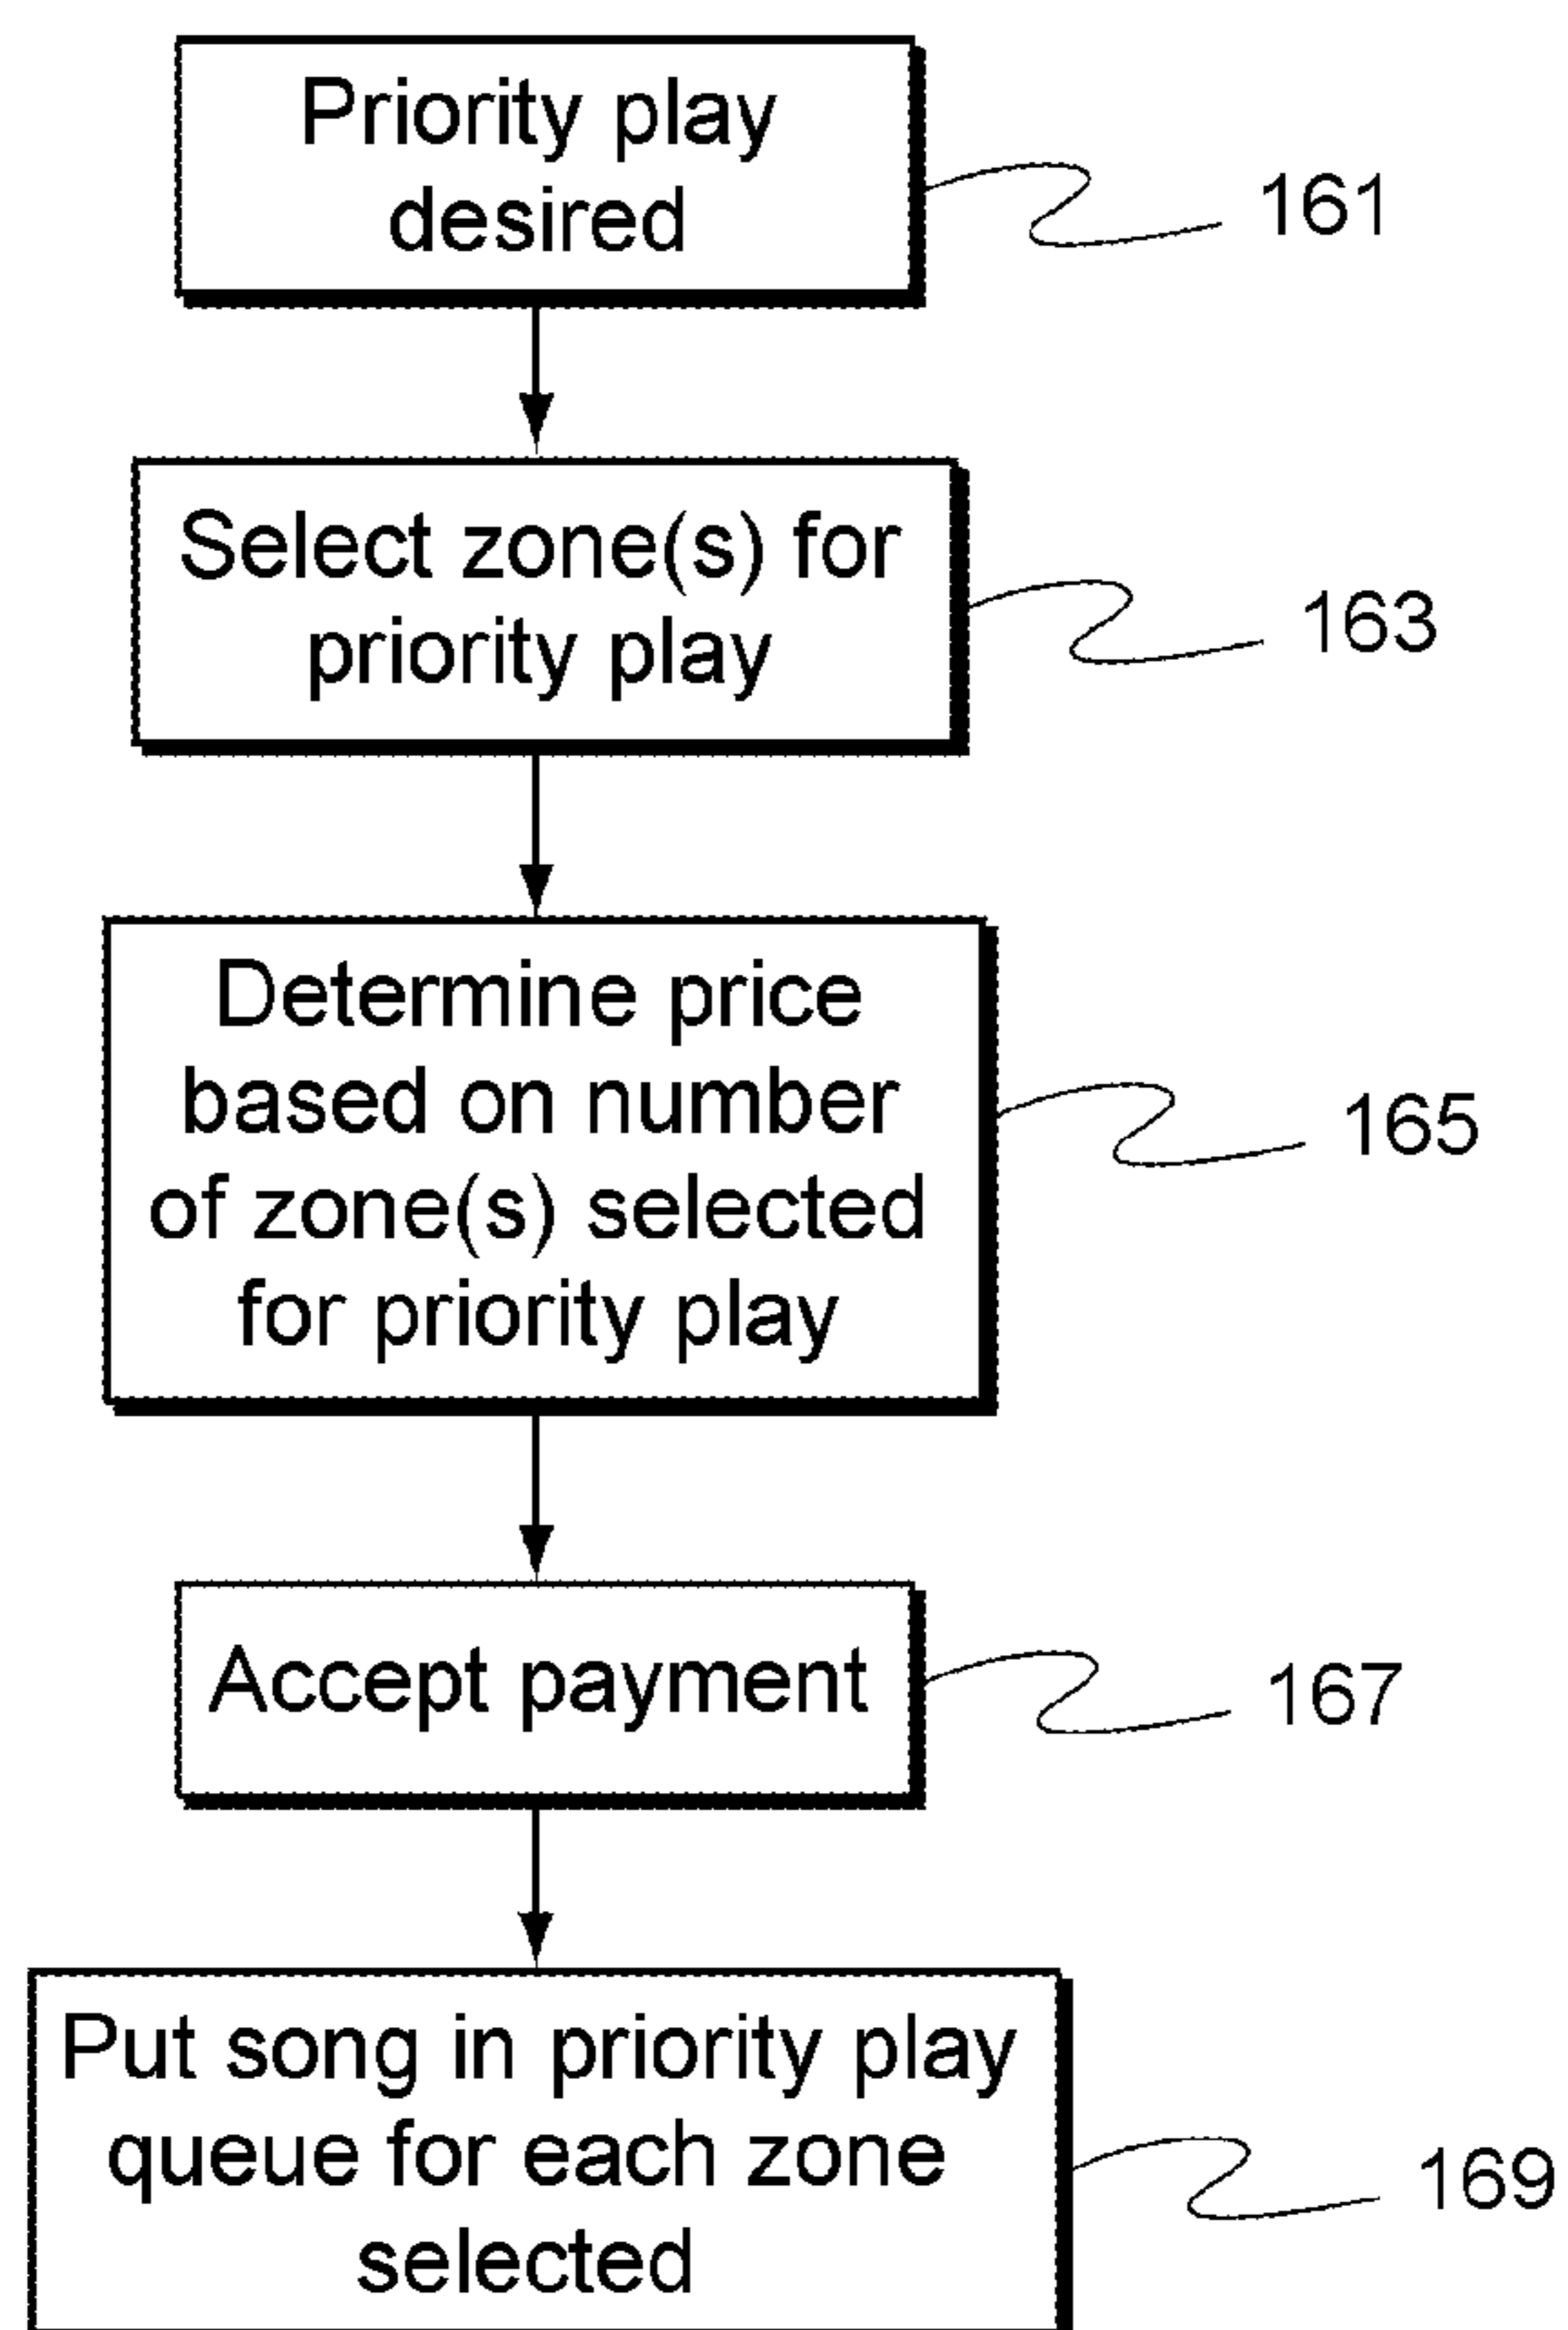 Priority play
desired
161
Select zone(s) for
priority play
163
Determine price
based on number
of zone(s) selected
for priority play
165
Accept payment
167
Put song in priority play
queue for each zone
selected
169